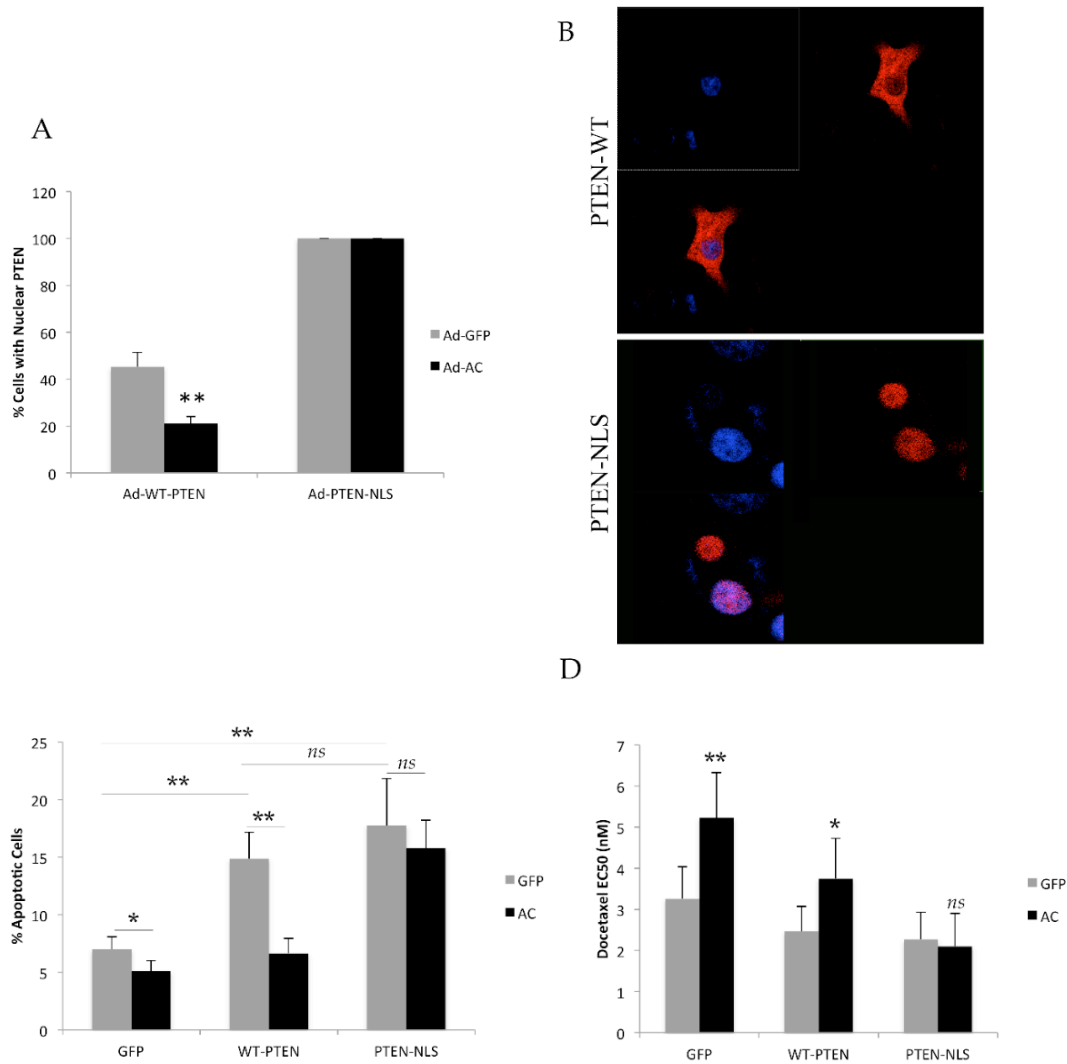 A
% Cells with Nuclear PTEN
120
100
80
60
40
20
0
**
Ad-WT-PTEN
Ad-PTEN-NLS
Ad-GFP
Ad-AC
B
PTEN-WT
PTEN-NLS
% Apoptotic Cells
25
20
15
10
5
0
**
ns
ns
**
**
*
GFP
WT-PTEN
PTEN-NLS
GFP
AC
D
Docetaxel EC50 (nM)
7
6
5
4
3
2
1
0
**
*
ns
GFP
WT-PTEN
PTEN-NLS
GFP
AC